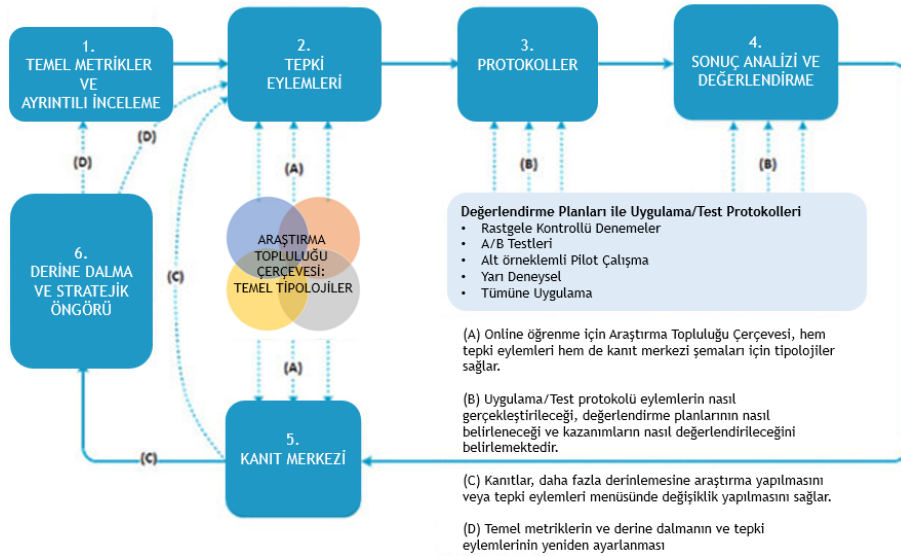 1.
TEMEL METRİKLER
VE
AYRINTILI İNCELEME
2.
TEPKİ
EYLEMLERİ
3.
PROTOKOLLER
4.
SONUÇ ANALİZİ VE
DEĞERLENDİRME
(D)
(D)
(A)
(B)
(B)
6.
DERİNE DALMA
VE STRATEJİK
ÖNGÖRÜ
(C)
ARAŞTIRMA
TOPLULUĞU
ÇERÇEVESİ:
TEMEL TİPOLOJİLER
Değerlendirme Planları ile Uygulama/Test Protokolleri
• Rastgele Kontrollü Denemeler
• A/B Testleri
• Alt örneklemli Pilot Çalışma
• Yarı Deneysel
• Tümüne Uygulama
(A)
5.
KANIT MERKEZİ
(C)
(A) Online öğrenme için Araştırma Topluluğu Çerçevesi, hem
tepki eylemleri hem de kanıt merkezi şemaları için tipolojiler
sağlar.
(B) Uygulama/Test protokolü eylemlerin nasıl
gerçekleştirileceği, değerlendirme planlarının nasıl
belirleneceği ve kazanımların nasıl değerlendirileceğini
belirlemektedir.
(C) Kanıtlar, daha fazla derinlemesine araştırma yapılmasını
veya tepki eylemleri menüsünde değişiklik yapılmasını sağlar.
(D) Temel metriklerin ve derine dalmanın ve tepki
eylemlerinin yeniden ayarlanması